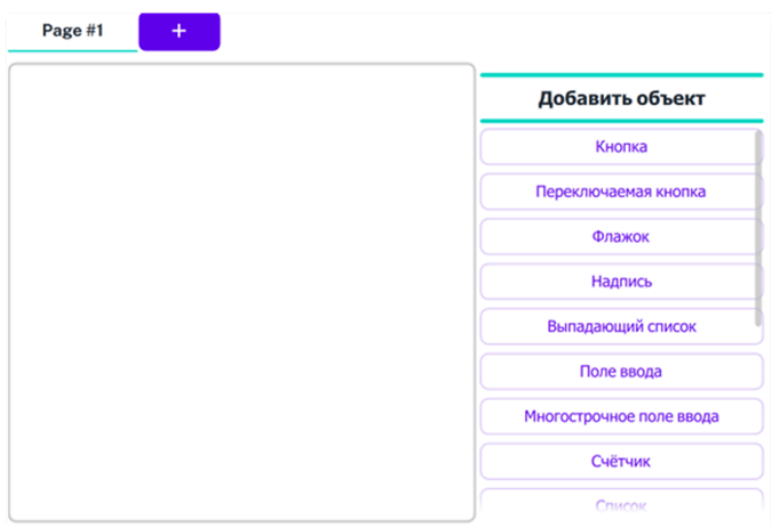 Page #1
+
Добавить объект
Кнопка
Переключаемая кнопка
Флажок
Надпись
Выпадающий список
Поле ввода
Многострочное поле ввода
Счётчик
Список